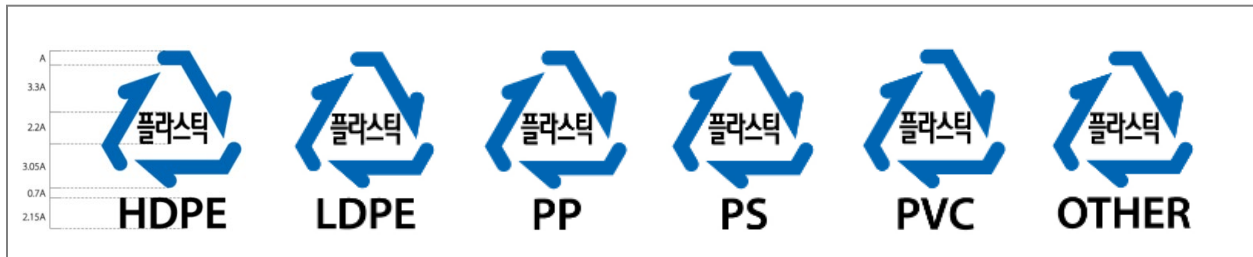 A
3.3A
2.2A
3.05A
0.7A
2.15A
플라스틱 플라스틱 플라스틱 플라스틱 플라스틱 플라스틱
HDPE LDPE PP PS PVC OTHER